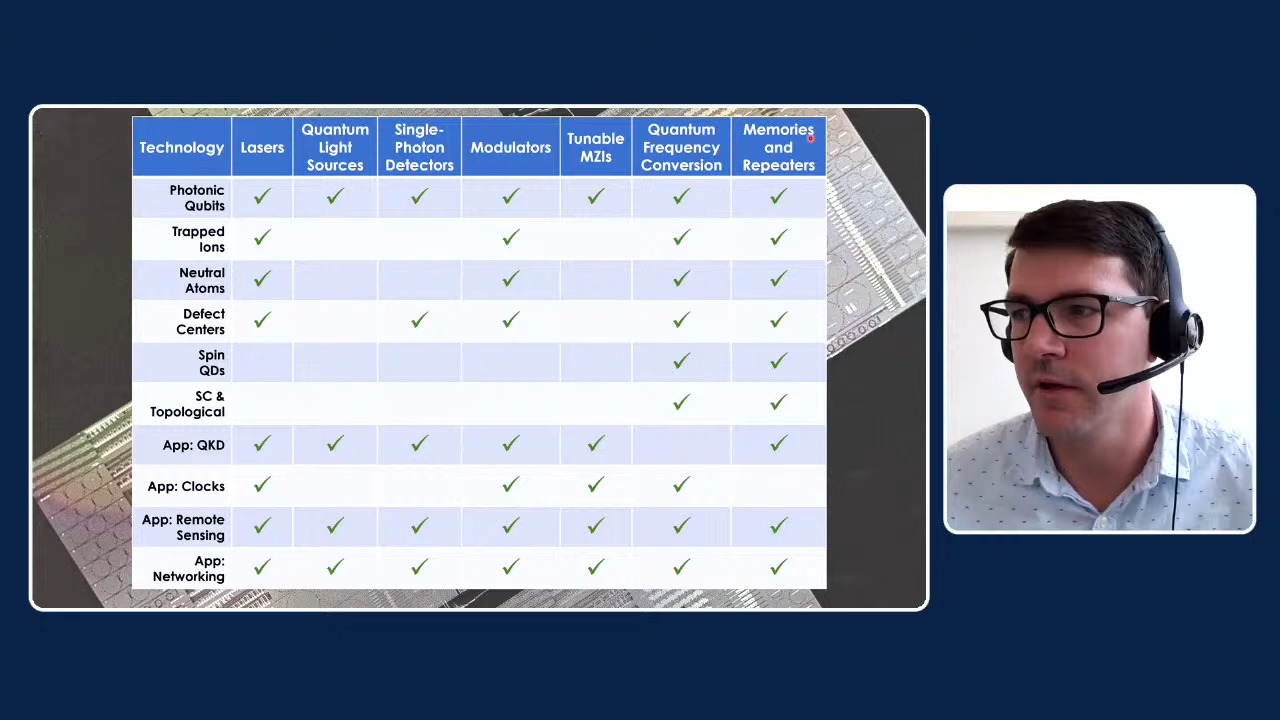 Technology
Lasers
Quantum
Light
Sources
Single-
Photon
Detectors
Modulators
Tunable
MZIs
Quantum
Frequency
Conversion
Memories
and
Repeaters
Photonic
Qubits
✓ ✓ ✓ ✓ ✓ ✓ ✓
Trapped
Ions
✓ ✓ ✓ ✓
Neutral
Atoms
✓ ✓ ✓ ✓
Defect
Centers
✓ ✓ ✓ ✓ ✓
Spin
QDs
✓ ✓
SC &
Topological
✓ ✓
App: QKD
✓ ✓ ✓ ✓ ✓ ✓
App: Clocks
✓ ✓ ✓ ✓
App: Remote
Sensing
✓ ✓ ✓ ✓ ✓ ✓ ✓
App:
Networking
✓ ✓ ✓ ✓ ✓ ✓ ✓